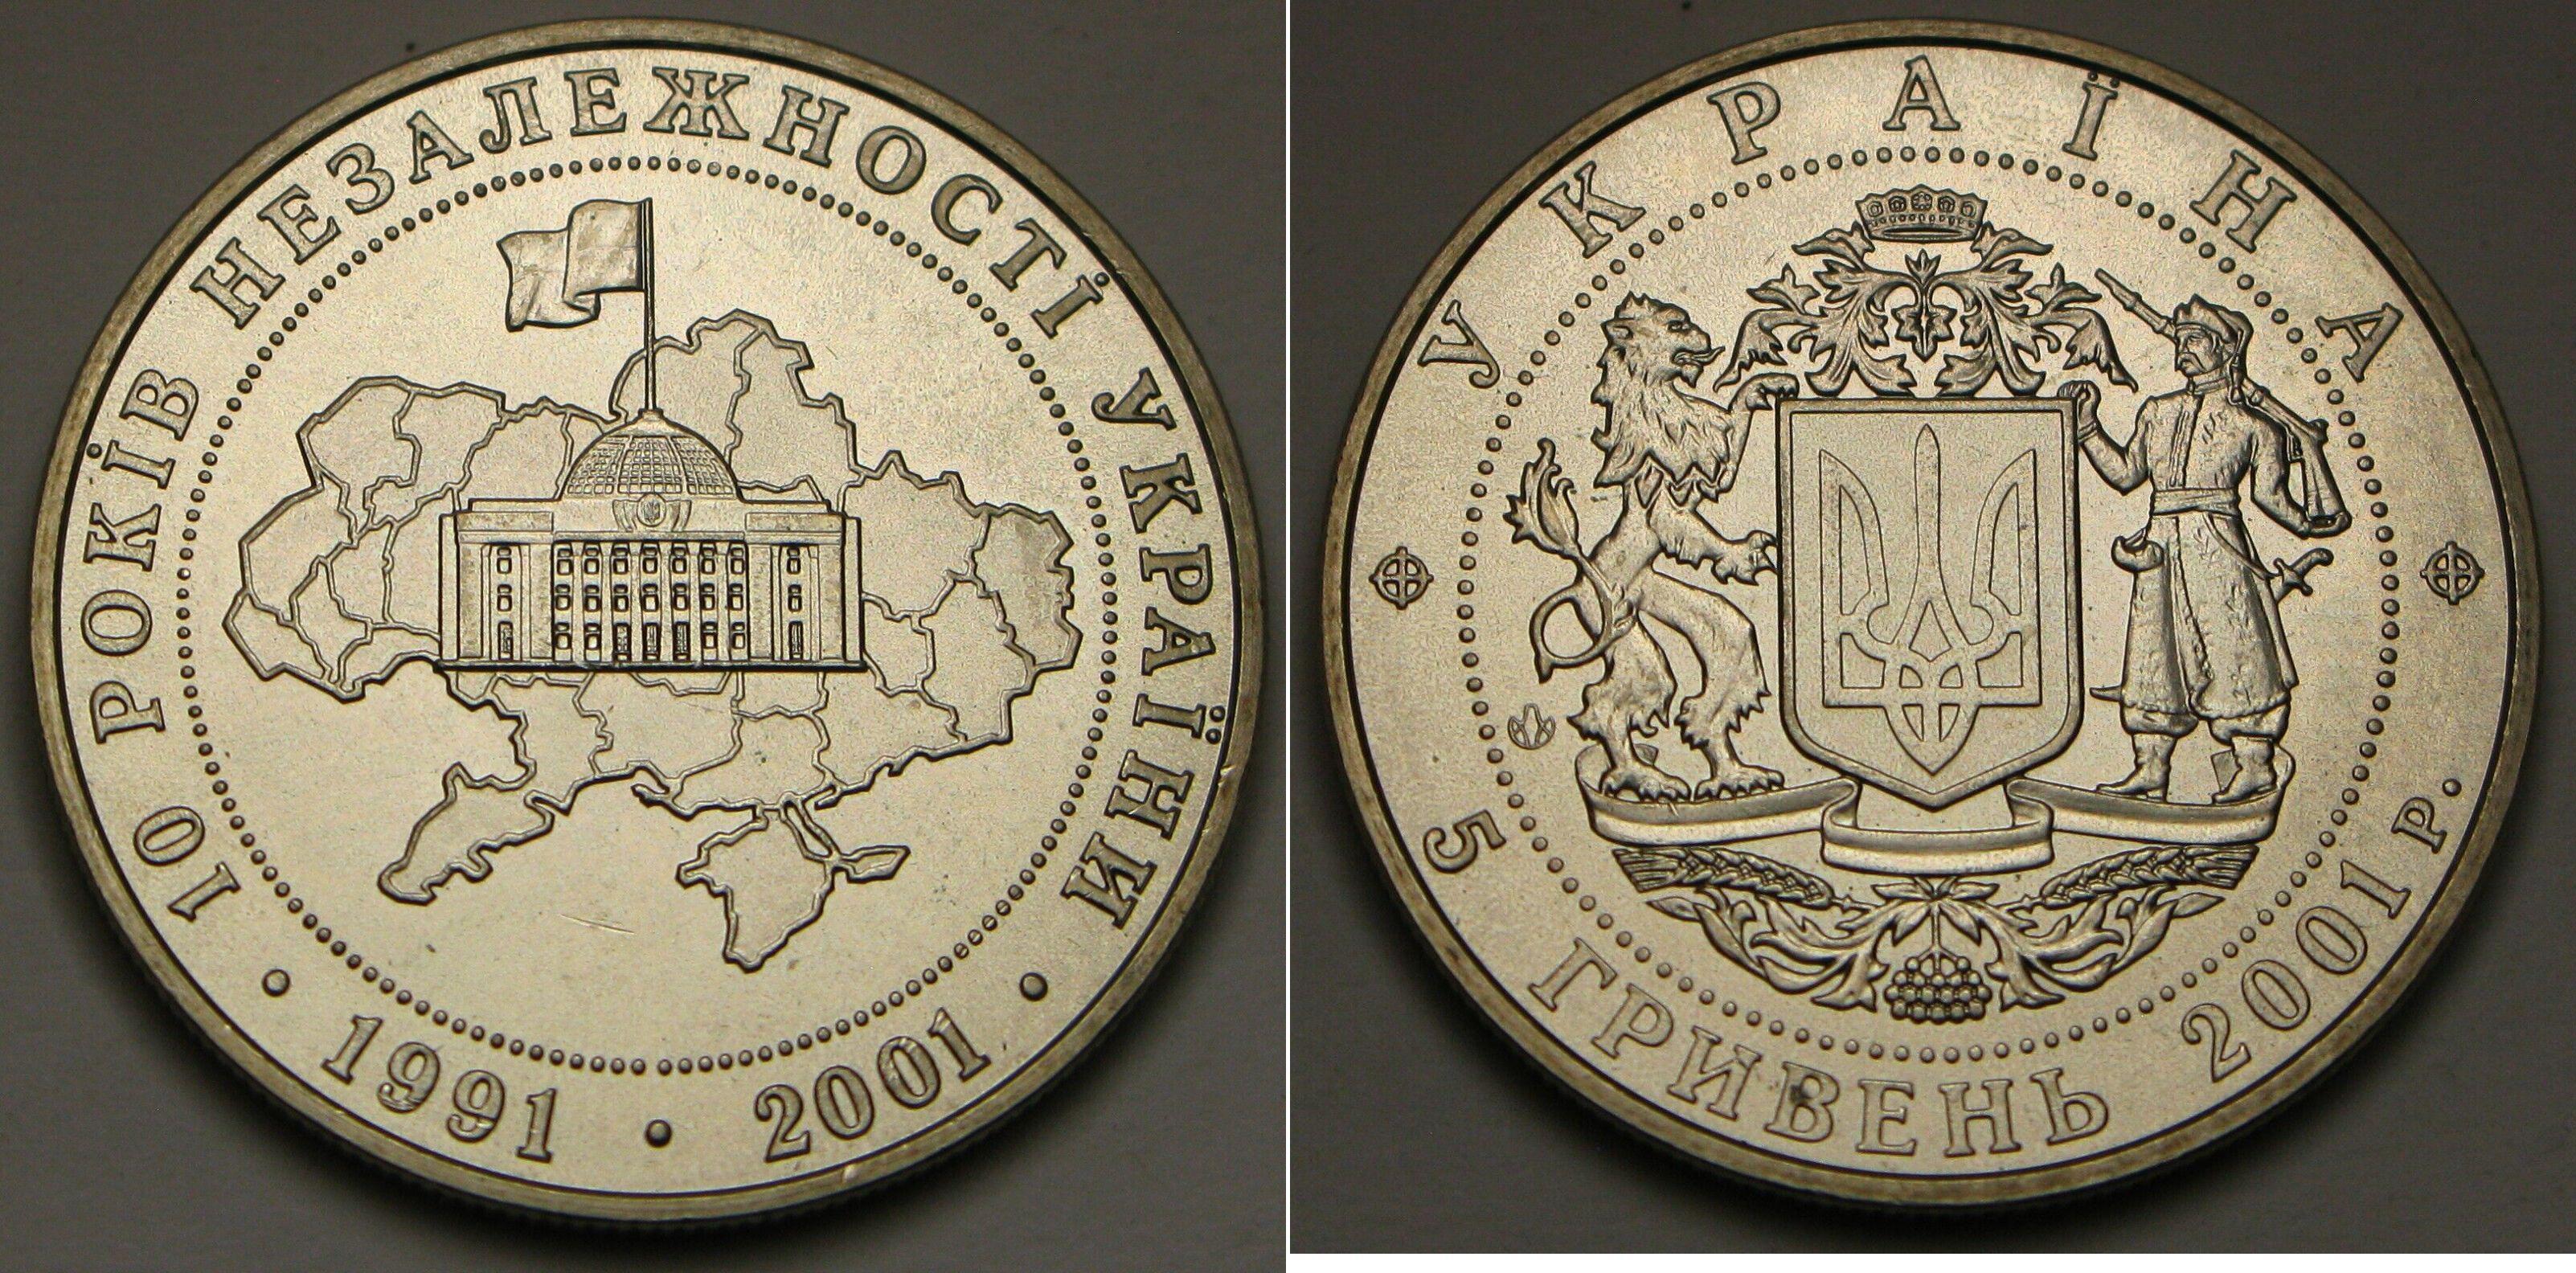 10 РОКІВ НЕЗАЛЕЖНОСТІ УКРАЇНИ
• 1991 • 2001 •
УКРАЇНА
5 ГРИВЕНЬ 2001 Р.